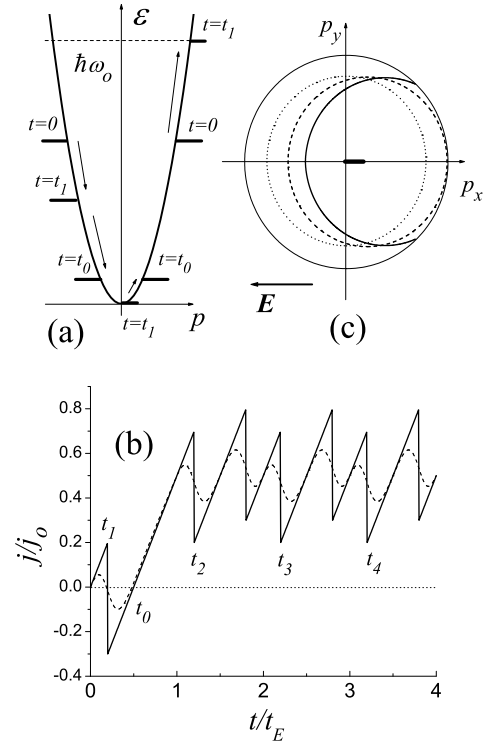 (a)
ε
t=t1
ħωo
t=0
t=0
t=t1
t=t0
t=t0
t=t1
p
py
px
E
(c)
(b)
j/jo
0.8
0.6
0.4
0.2
0.0
-0.2
-0.4
t1
t0
t2
t3
t4
0
1
2
3
4
t/tE